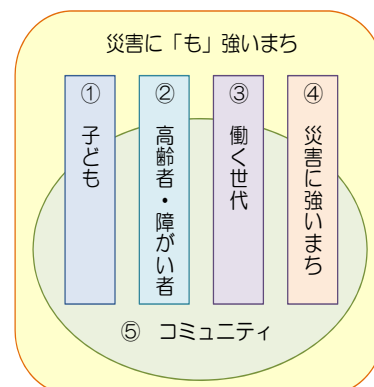 災害に「も」強いまち
① 子ども
② 高齢者・障がい者
③ 働く世代
④ 災害に強いまち
⑤ コミュニティ